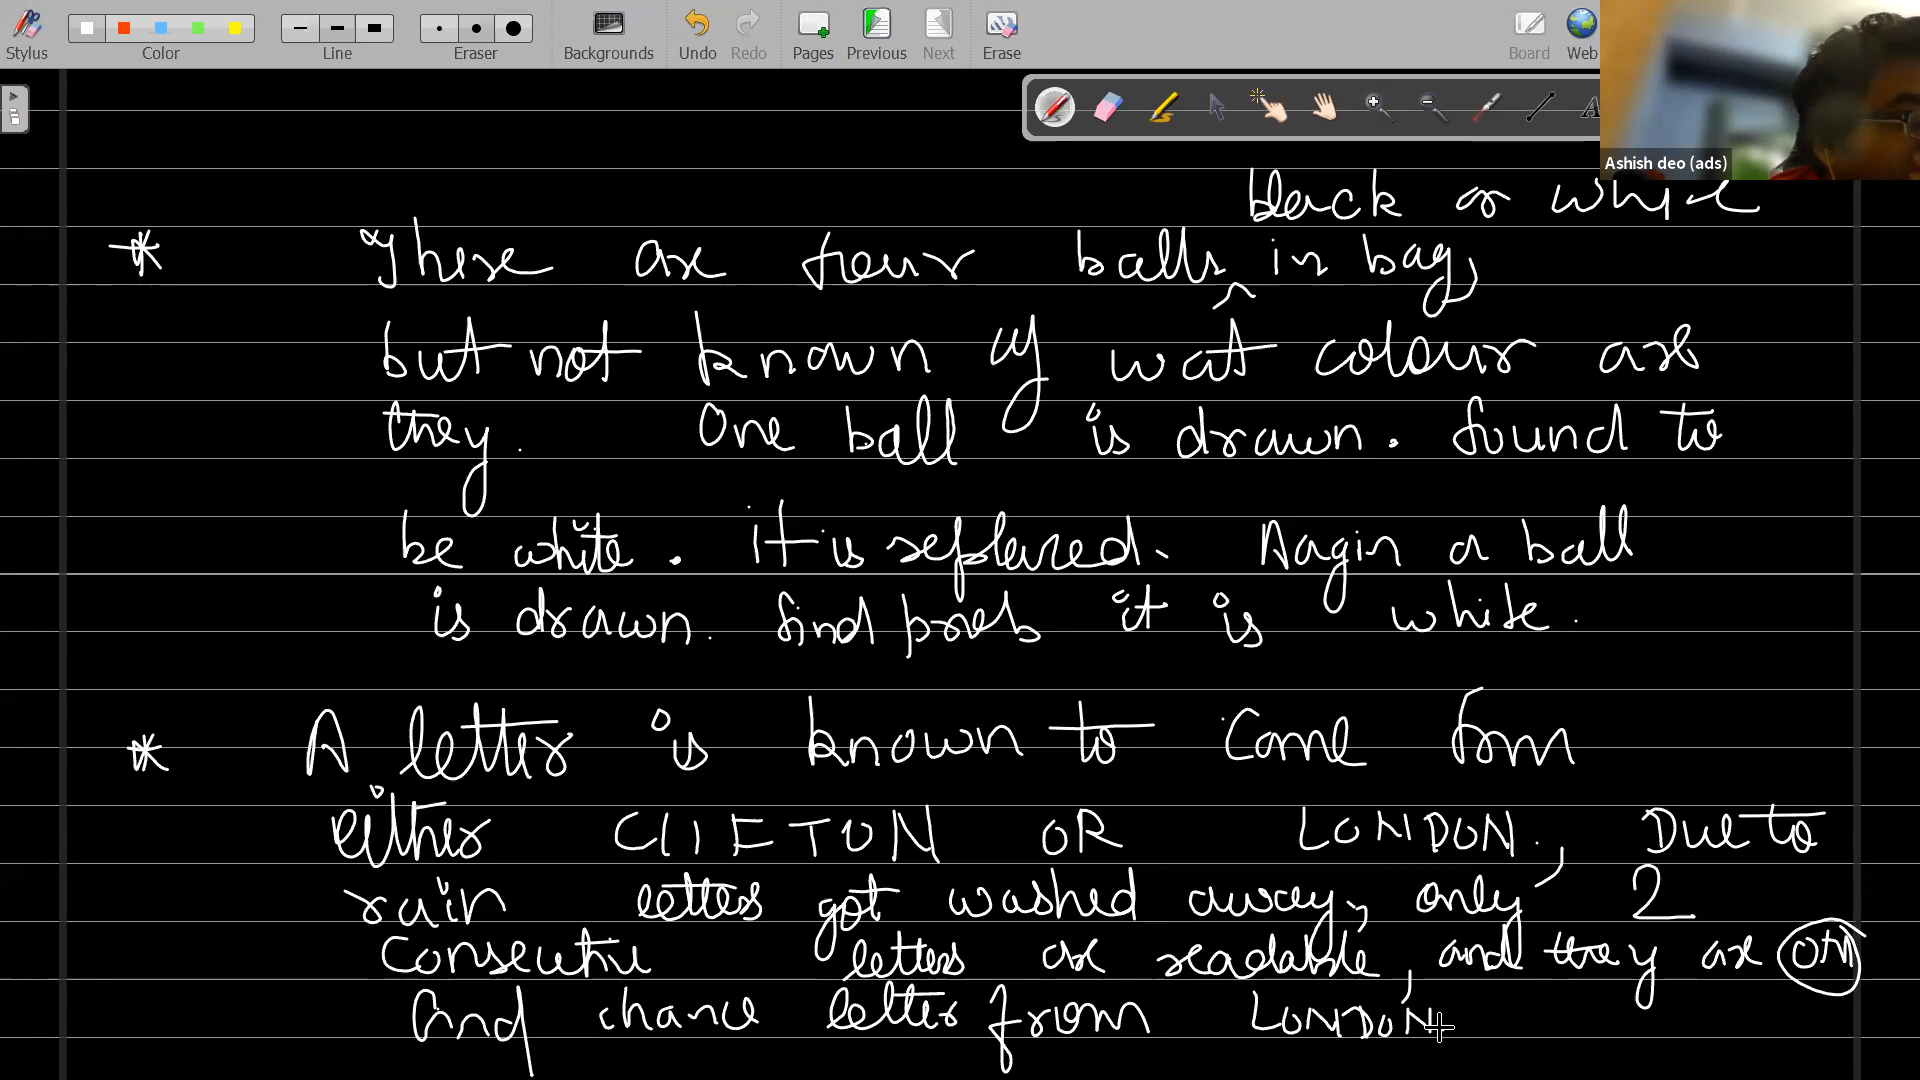 Stylus
Color
Line
Eraser
Backgrounds
Undo
Redo
Pages
Previous
Next
Erase
Board
Web
Ashish deo (ads)
black or white
* There are four balls ^ in bag,
but not known of wat colour are
they. One ball is drawn. found to
be white. it is replaced. Aagin a ball
is drawn. find prob it is white.
* A letter is known to Come from
either CLIFTON OR LONDON., Due to
rain letters got washed away, only 2
Consecutive letters are readable, and they are ON
find chance letter from LONDON